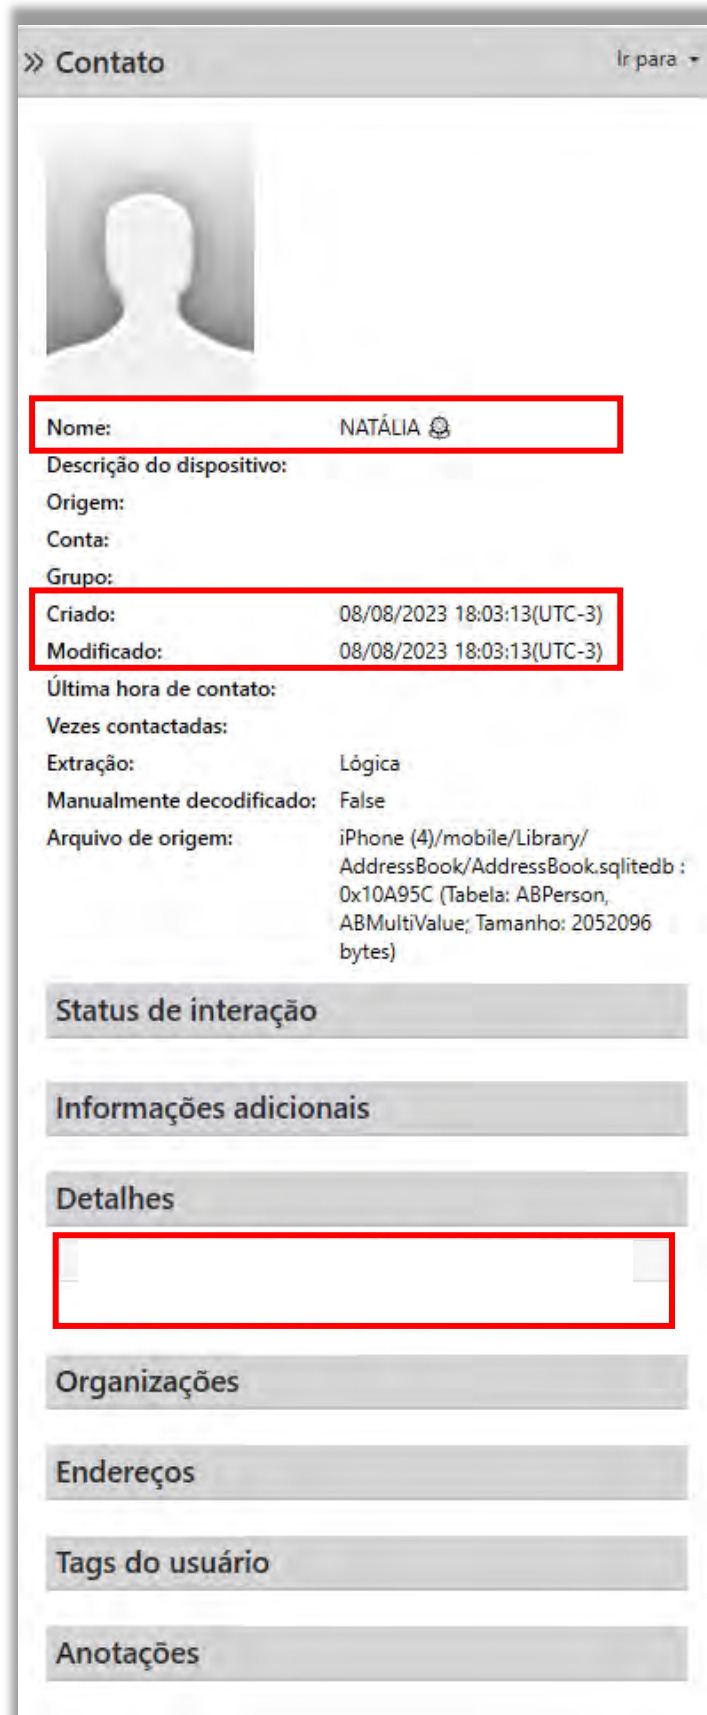 » Contato Ir para
Nome: NATÁLIA
Descrição do dispositivo:
Origem:
Conta:
Grupo:
Criado: 08/08/2023 18:03:13(UTC-3)
Modificado: 08/08/2023 18:03:13(UTC-3)
Última hora de contato:
Vezes contactadas:
Extração: Lógica
Manualmente decodificado: False
Arquivo de origem: iPhone (4)/mobile/Library/
AddressBook/AddressBook.sqlitedb :
0x10A95C (Tabela: ABPerson,
ABMultiValue; Tamanho: 2052096
bytes)
Status de interação
Informações adicionais
Detalhes
Organizações
Endereços
Tags do usuário
Anotações